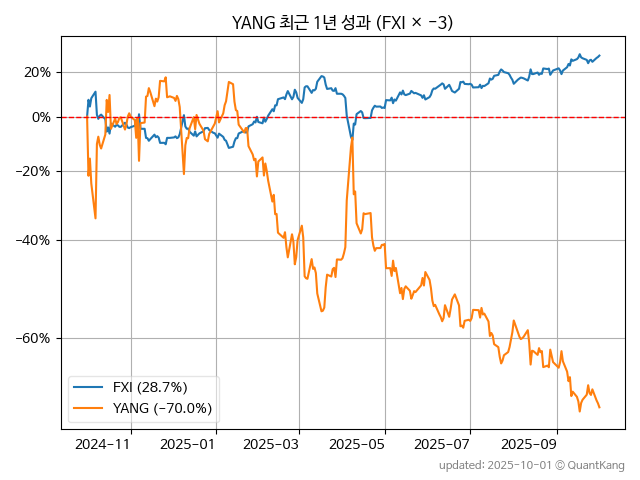 YANG 최근 1년 성과 (FXI × −3)
20%
0%
−20%
−40%
−60%
FXI (28.7%)
YANG (−70.0%)
2024−11 2025−01 2025−03 2025−05 2025−07 2025−09
updated: 2025-10-01 © QuantKang